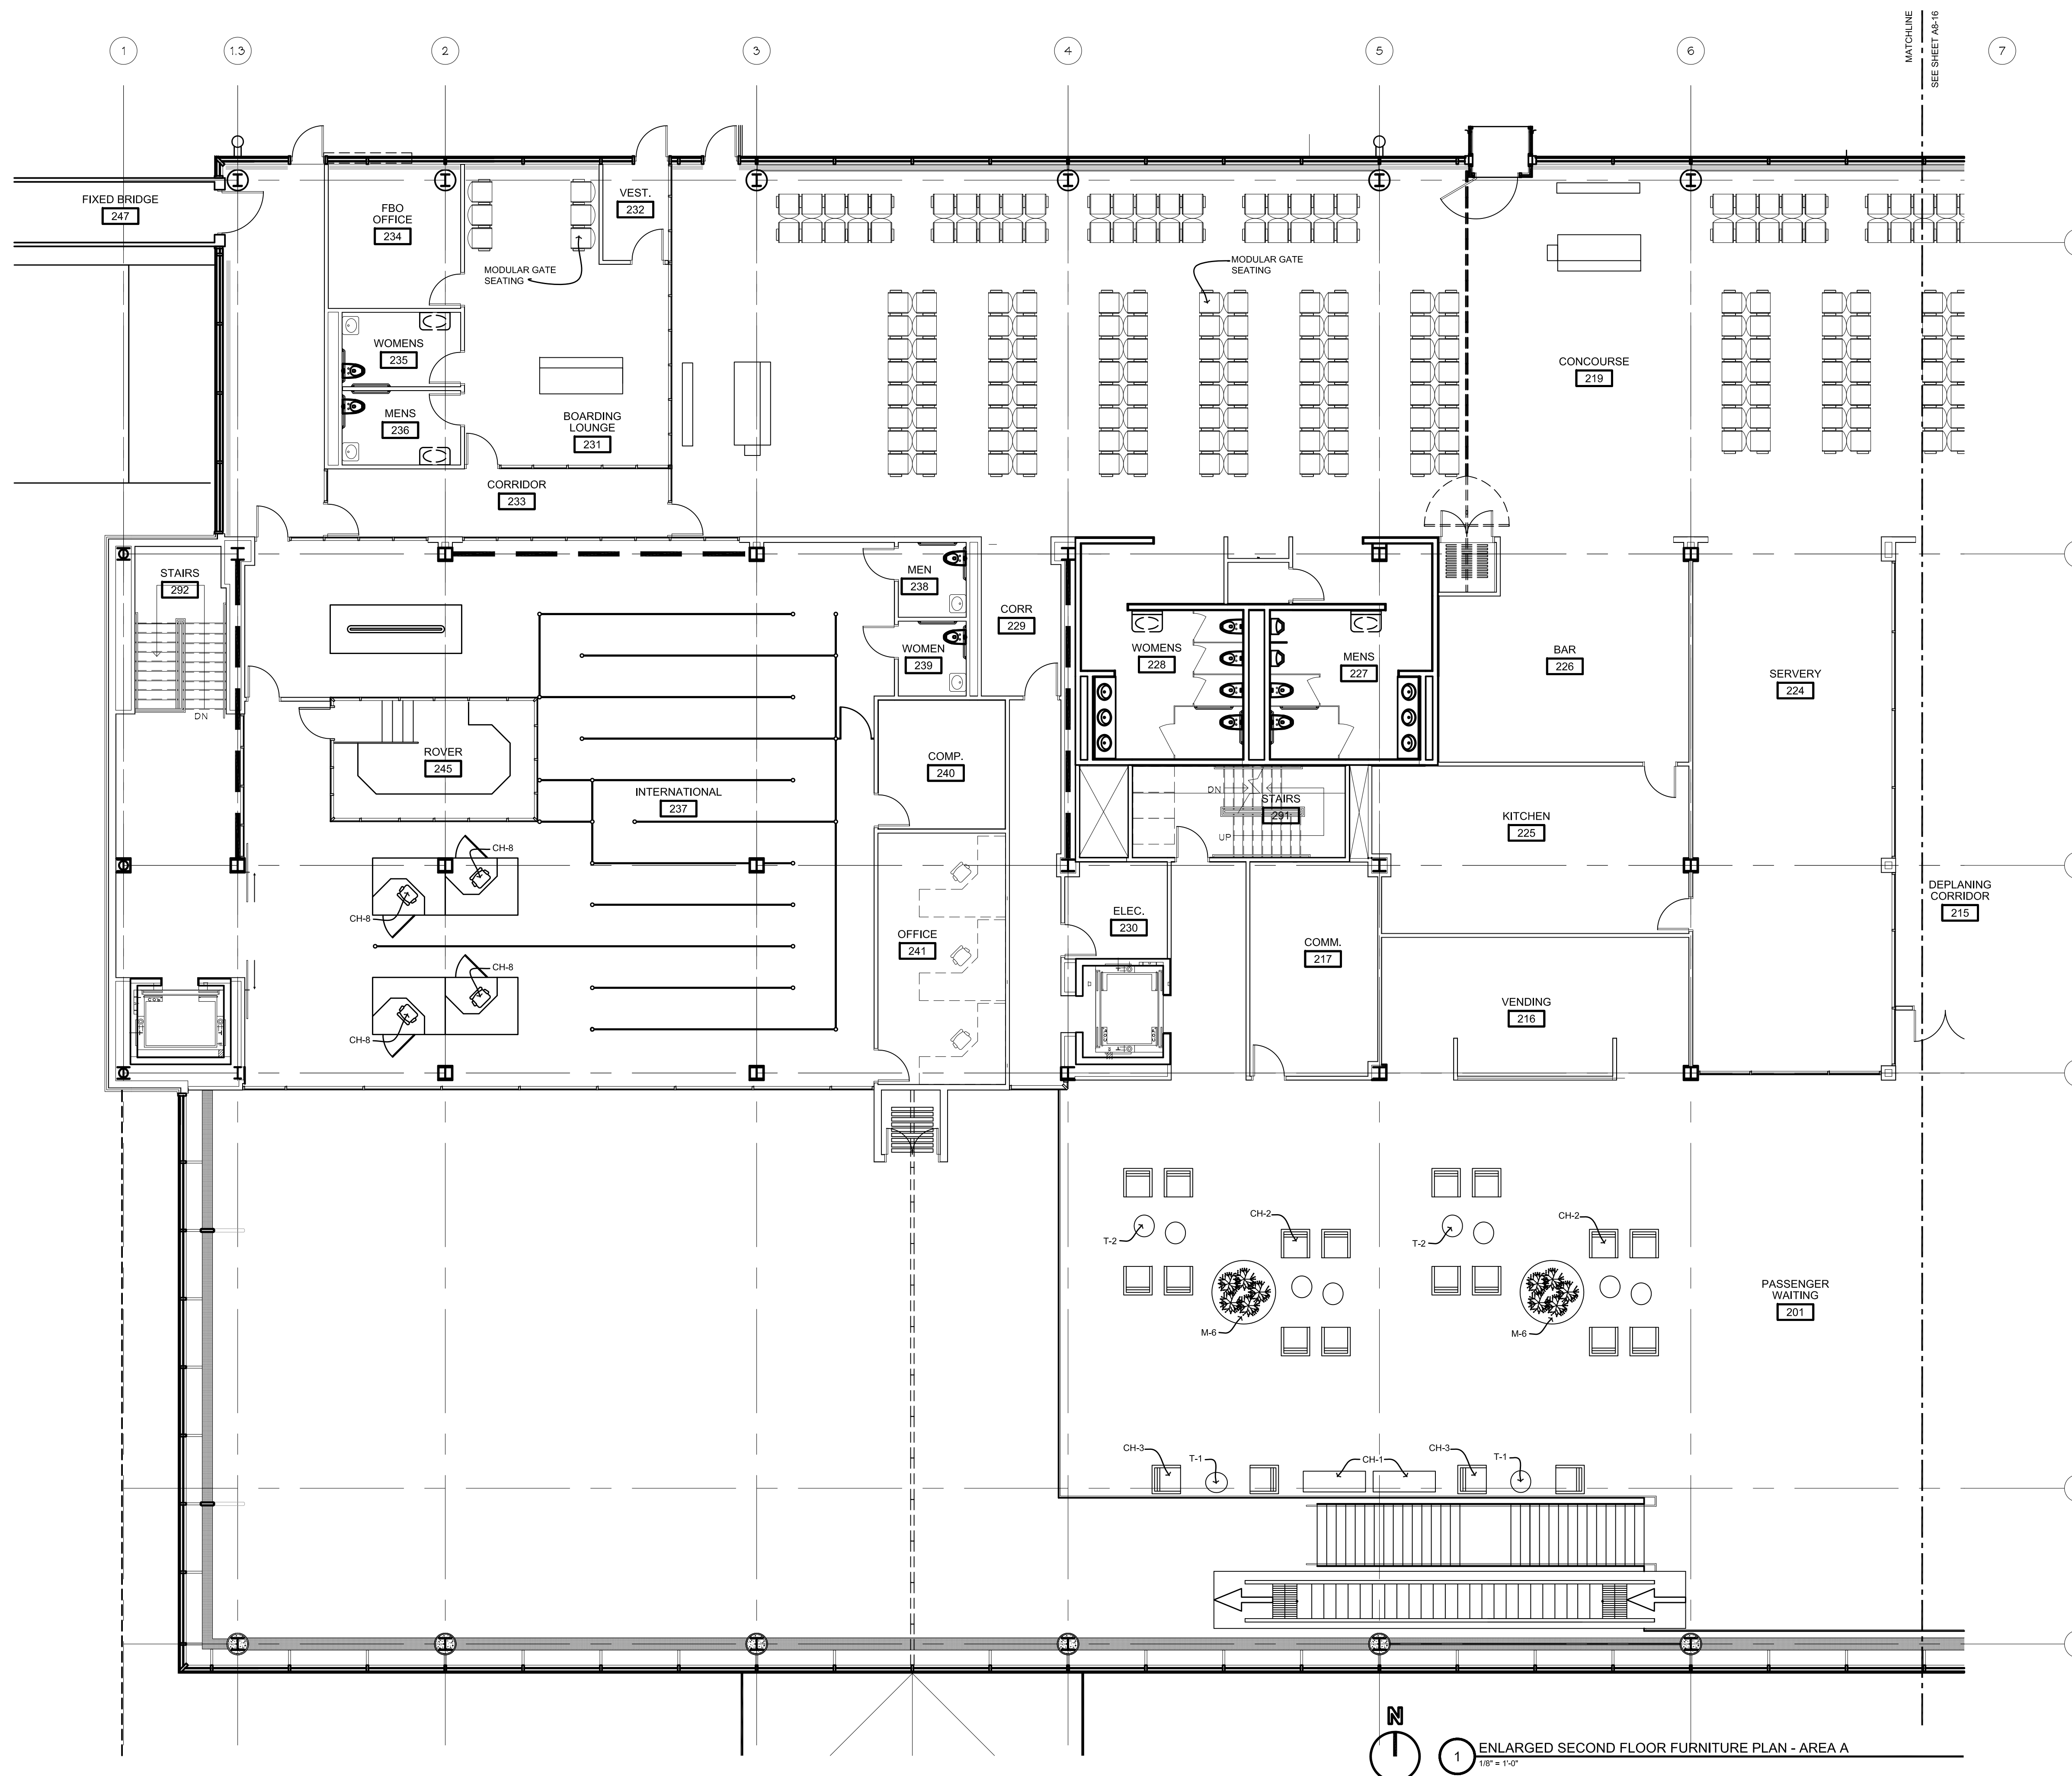 MATCHLINE
SEE SHEET A8-16
1
1.3
2
3
4
5
6
7
FIXED BRIDGE
247
FBO
OFFICE
234
VEST.
232
MODULAR GATE
SEATING
MODULAR GATE
SEATING
WOMENS
235
MENS
236
BOARDING
LOUNGE
231
CONCOURSE
219
CORRIDOR
233
STAIRS
292
DN
MEN
238
WOMEN
239
CORR
229
WOMENS
228
MENS
227
BAR
226
SERVERY
224
ROVER
245
COMP.
240
INTERNATIONAL
237
DN
STAIRS
291
UP
KITCHEN
225
CH-8
CH-8
CH-8
CH-8
OFFICE
241
ELEC.
230
COMM.
217
DEPLANING
CORRIDOR
215
VENDING
216
T-2
CH-2
M-6
T-2
CH-2
M-6
PASSENGER
WAITING
201
CH-3
T-1
CH-1
CH-3
T-1
N
1
ENLARGED SECOND FLOOR FURNITURE PLAN - AREA A
1/8" = 1'-0"